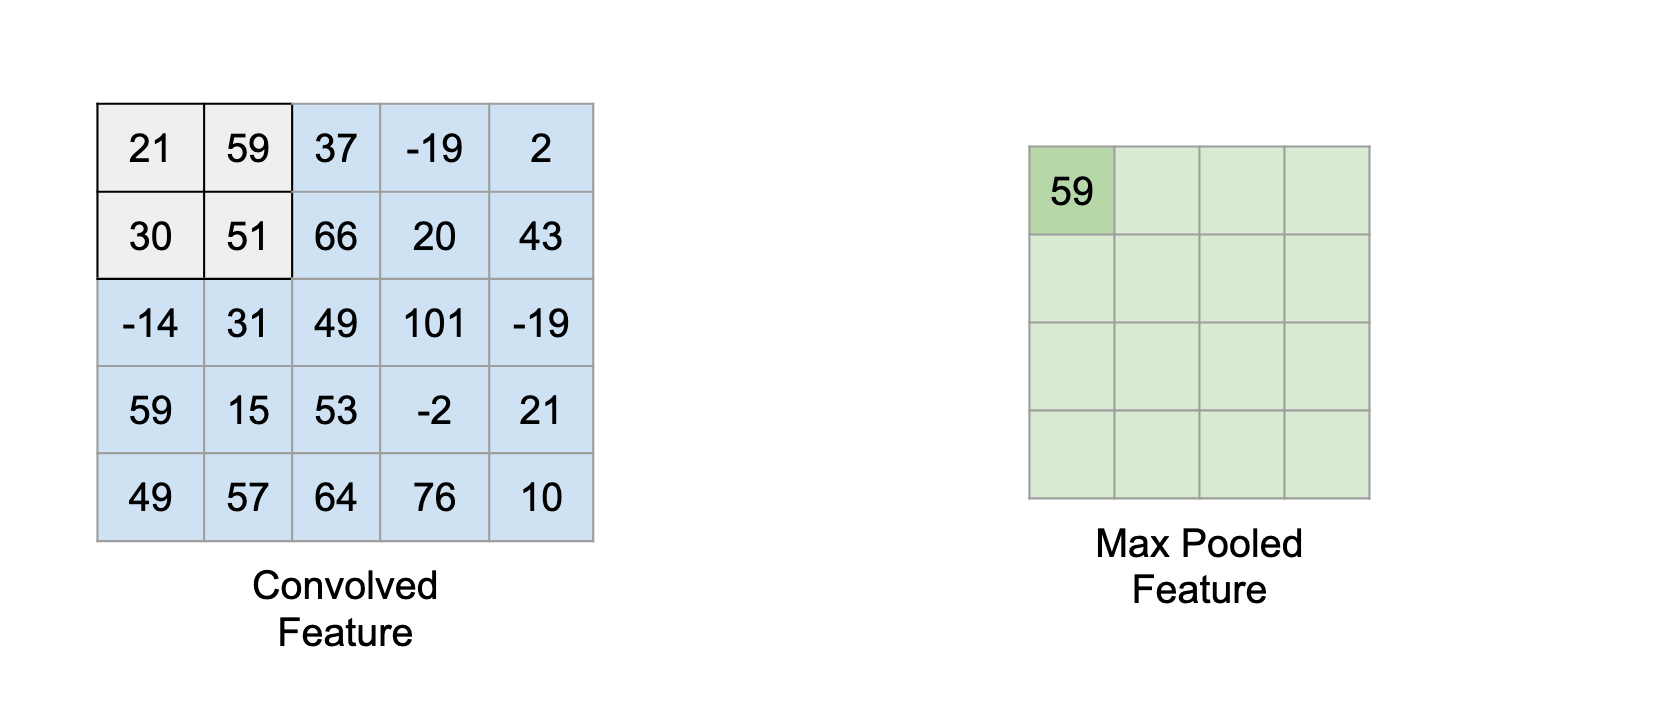 21 59 37 -19 2
59
30 51 66 20 43
-14 31 49 101 -19
59 15 53 -2 21
49 57 64 76 10
Convolved
Feature
Max Pooled
Feature